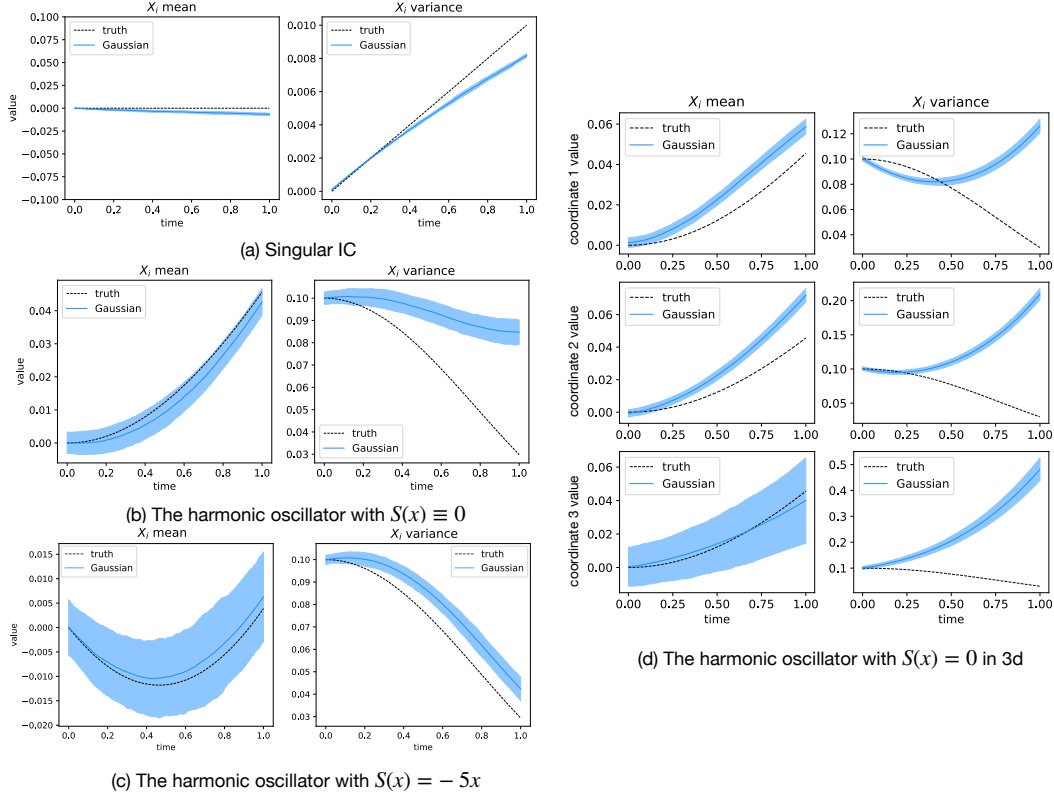 X_i mean
X_i variance
truth
Gaussian
truth
Gaussian
value
0.100
0.075
0.050
0.025
0.000
−0.025
−0.050
−0.075
−0.100
0.010
0.008
0.006
0.004
0.002
0.000
0.0 0.2 0.4 0.6 0.8 1.0
0.0 0.2 0.4 0.6 0.8 1.0
time
time
(a) Singular IC
X_i mean
X_i variance
truth
Gaussian
truth
Gaussian
value
0.04
0.03
0.02
0.01
0.00
0.10
0.09
0.08
0.07
0.06
0.05
0.04
0.03
0.0 0.2 0.4 0.6 0.8 1.0
0.0 0.2 0.4 0.6 0.8 1.0
time
time
(b) The harmonic oscillator with S(x) ≡ 0
X_i mean
X_i variance
truth
Gaussian
truth
Gaussian
value
0.015
0.010
0.005
0.000
−0.005
−0.010
−0.015
−0.020
0.10
0.09
0.08
0.07
0.06
0.05
0.04
0.03
0.0 0.2 0.4 0.6 0.8 1.0
0.0 0.2 0.4 0.6 0.8 1.0
time
time
(c) The harmonic oscillator with S(x) = − 5x
X_i mean
X_i variance
truth
Gaussian
truth
Gaussian
coordinate 1 value
0.06
0.04
0.02
0.00
0.12
0.10
0.08
0.06
0.04
0.00 0.25 0.50 0.75 1.00
0.00 0.25 0.50 0.75 1.00
truth
Gaussian
truth
Gaussian
coordinate 2 value
0.08
0.06
0.04
0.02
0.00
0.20
0.15
0.10
0.05
0.00 0.25 0.50 0.75 1.00
0.00 0.25 0.50 0.75 1.00
truth
Gaussian
truth
Gaussian
coordinate 3 value
0.06
0.04
0.02
0.00
0.5
0.4
0.3
0.2
0.1
0.00 0.25 0.50 0.75 1.00
0.00 0.25 0.50 0.75 1.00
time
time
(d) The harmonic oscillator with S(x) = 0 in 3d